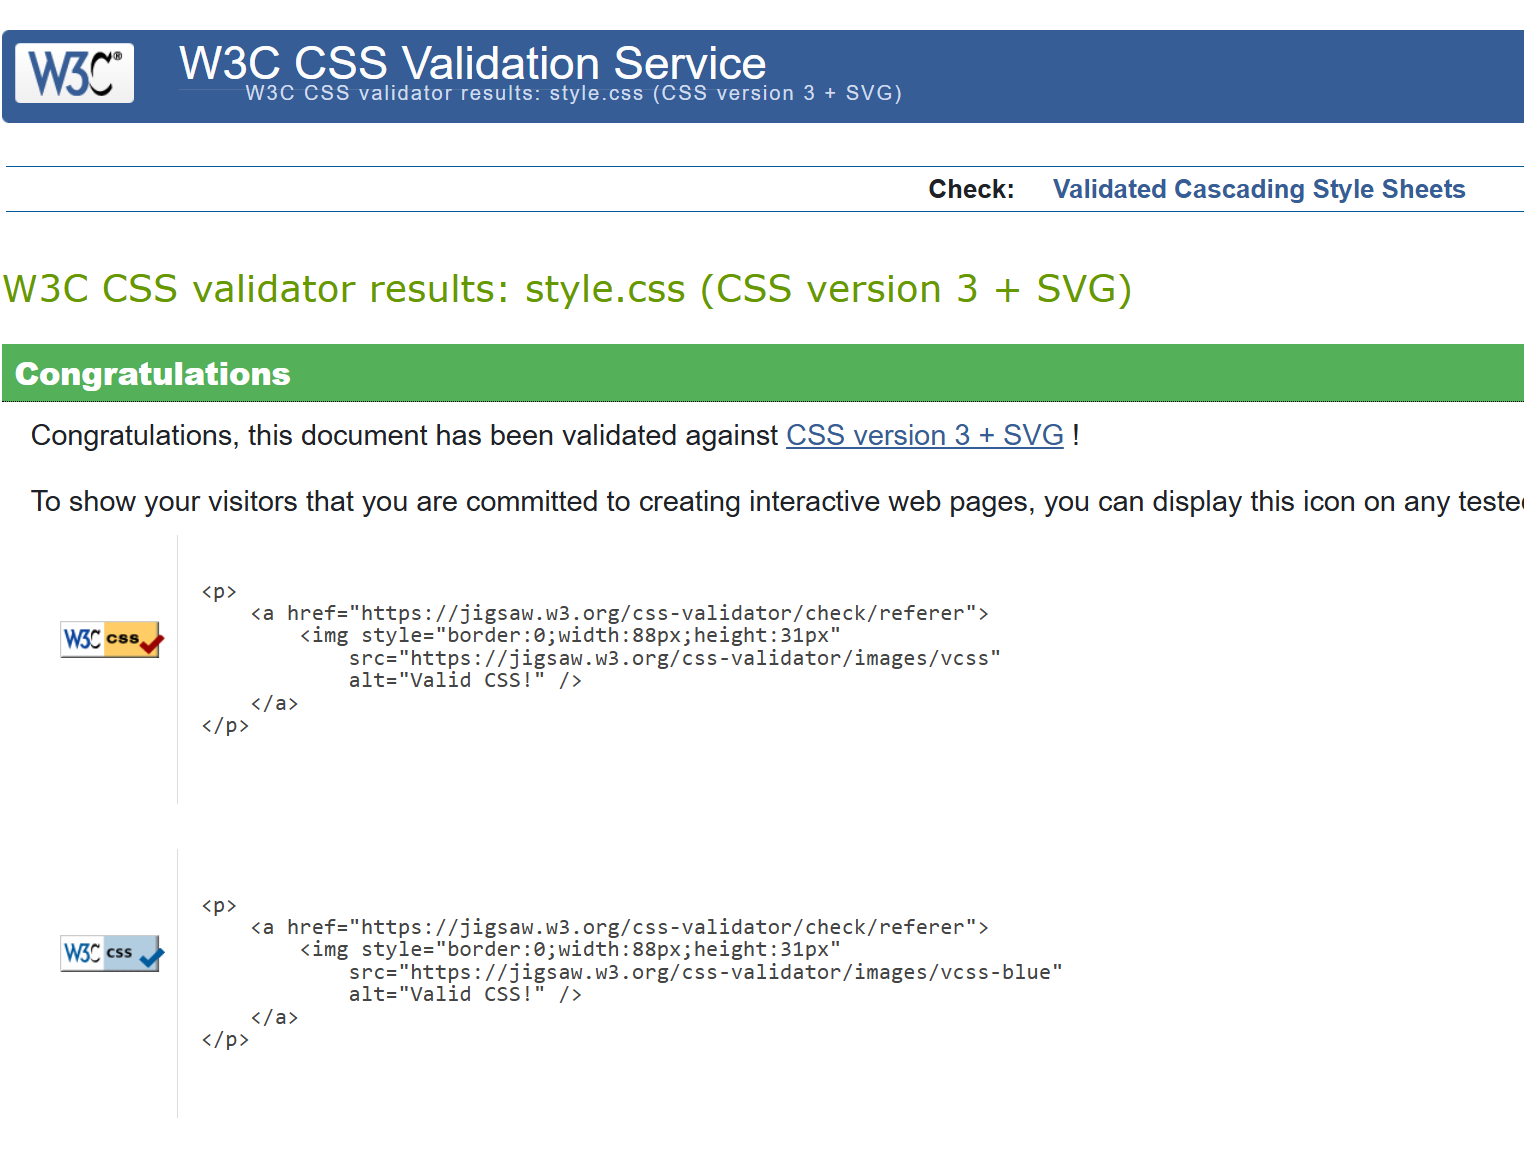 W3C®
W3C CSS Validation Service
W3C CSS validator results: style.css (CSS version 3 + SVG)
Check: Validated Cascading Style Sheets
W3C CSS validator results: style.css (CSS version 3 + SVG)
Congratulations
Congratulations, this document has been validated against CSS version 3 + SVG !
To show your visitors that you are committed to creating interactive web pages, you can display this icon on any
<p>
<a href="https://jigsaw.w3.org/css-validator/check/referer">
<img style="border:0;width:88px;height:31px"
src="https://jigsaw.w3.org/css-validator/images/vcss"
alt="Valid CSS!" />
</a>
</p>
W3C css
<p>
<a href="https://jigsaw.w3.org/css-validator/check/referer">
<img style="border:0;width:88px;height:31px"
src="https://jigsaw.w3.org/css-validator/images/vcss-blue"
alt="Valid CSS!" />
</a>
</p>
W3C css